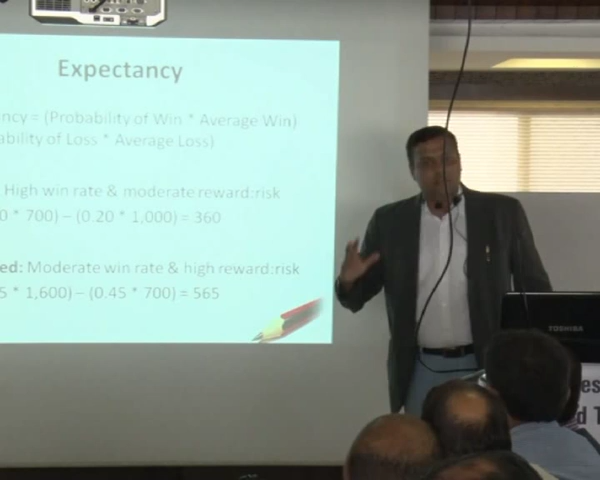 Expectancy
ncy = (Probability of Win * Average Win)
ability of Loss * Average Loss)
High win rate & moderate reward:risk
0 * 700) – (0.20 * 1,000) = 360
ed: Moderate win rate & high reward:risk
5 * 1,600) – (0.45 * 700) = 565
TOSHIBA
es
d T